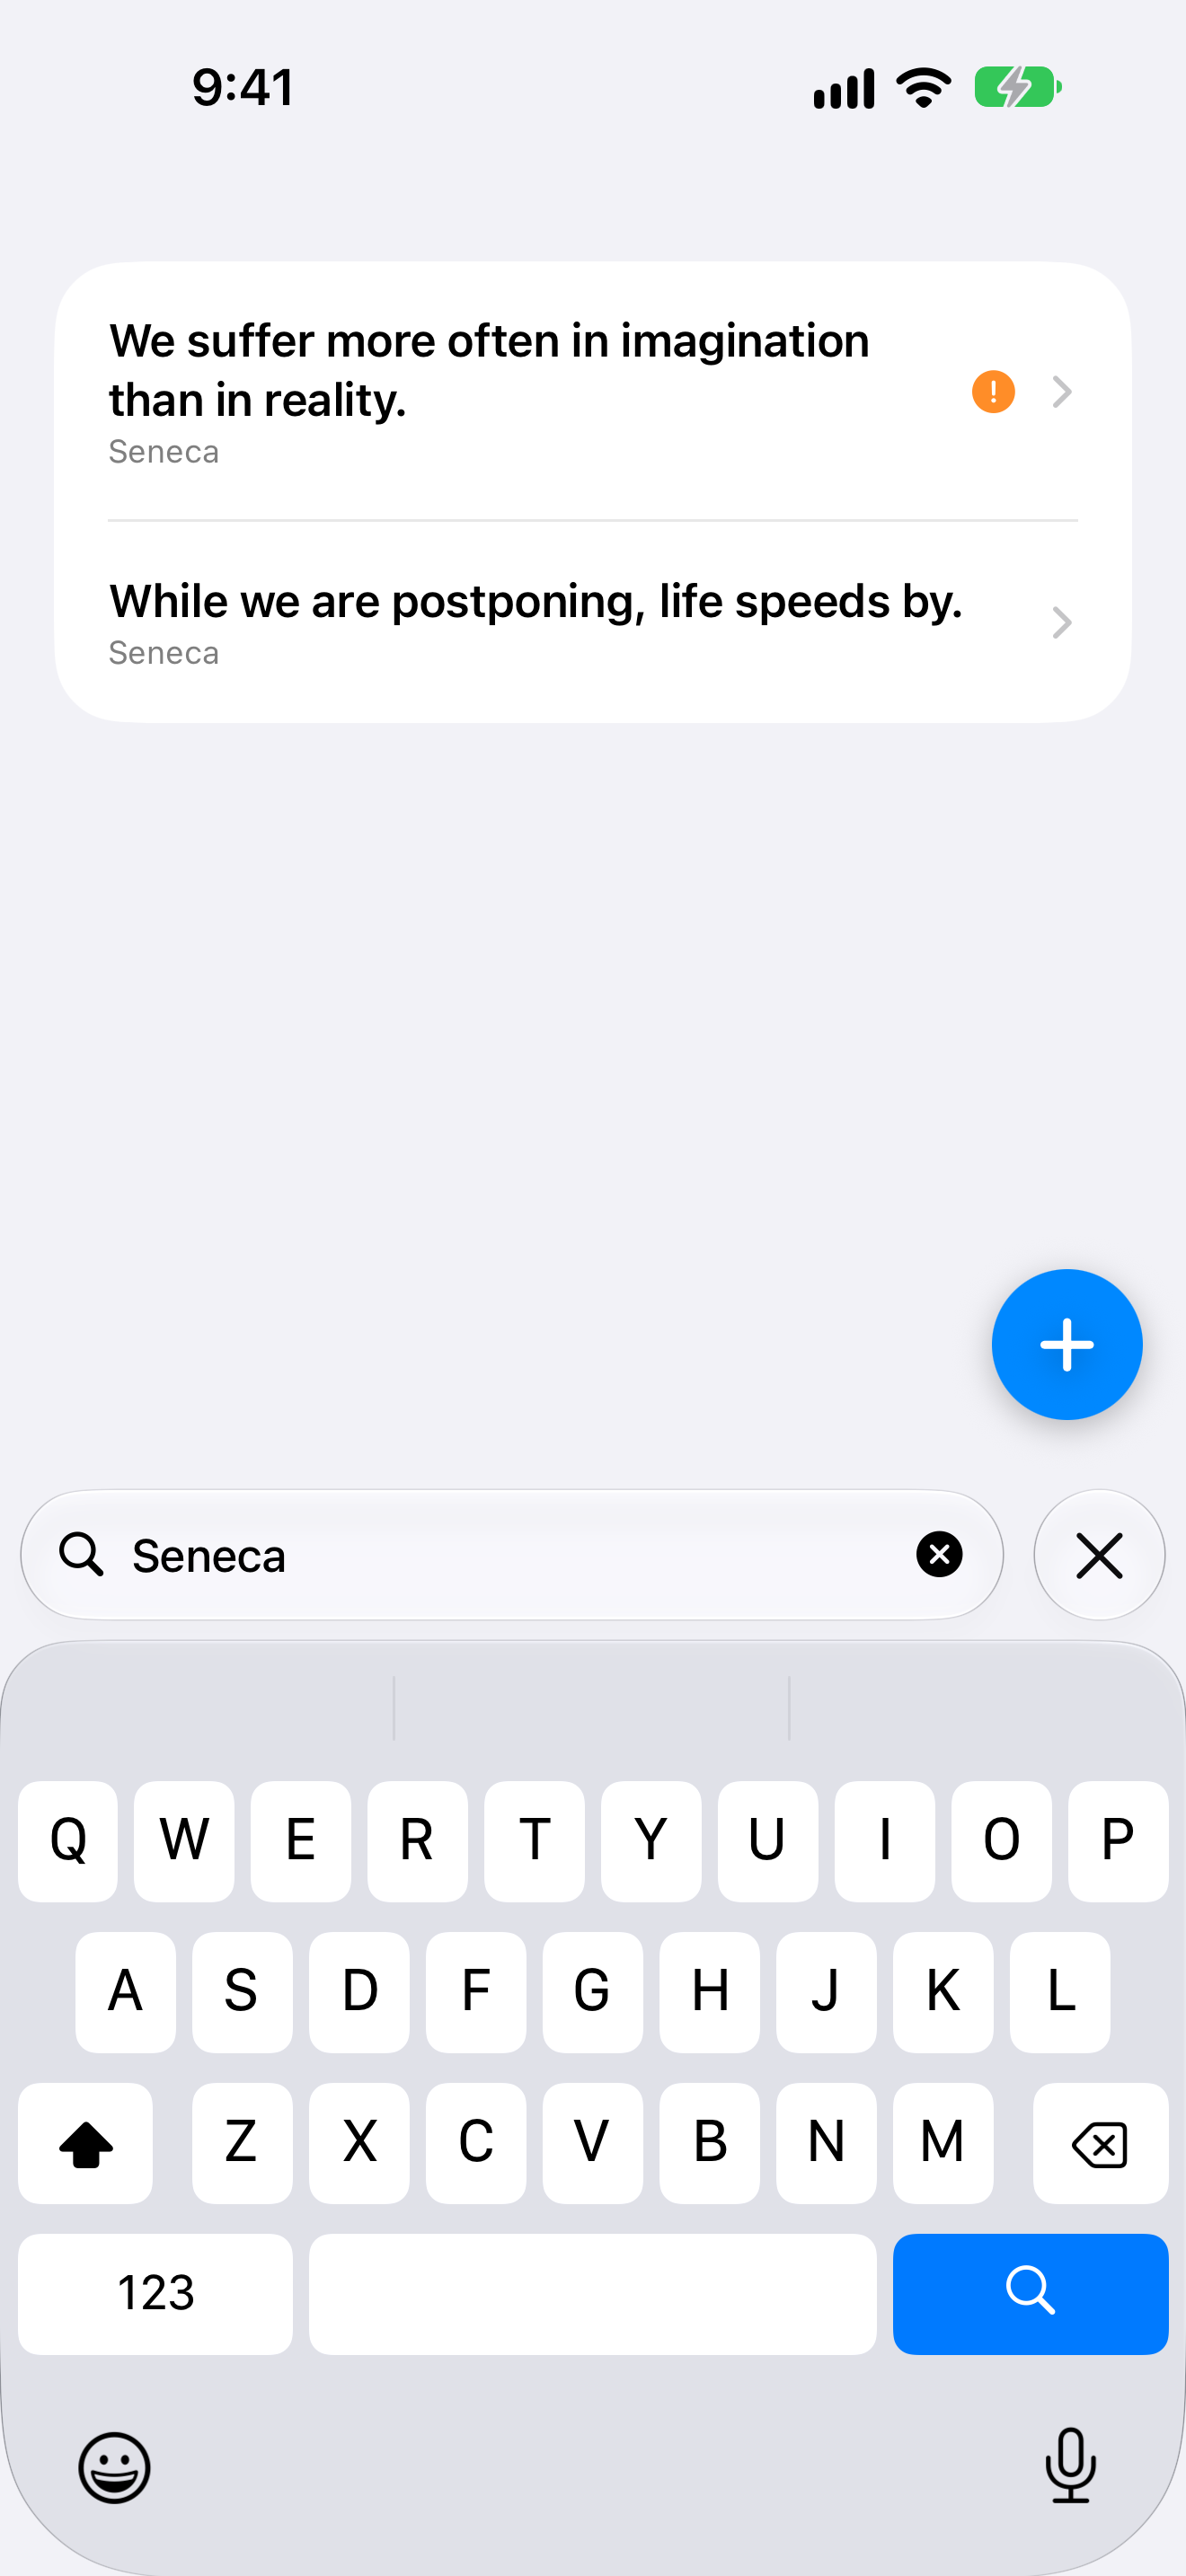 9:41
We suffer more often in imagination
than in reality.
Seneca
While we are postponing, life speeds by.
Seneca
Seneca
Q W E R T Y U I O P
A S D F G H J K L
Z X C V B N M
123